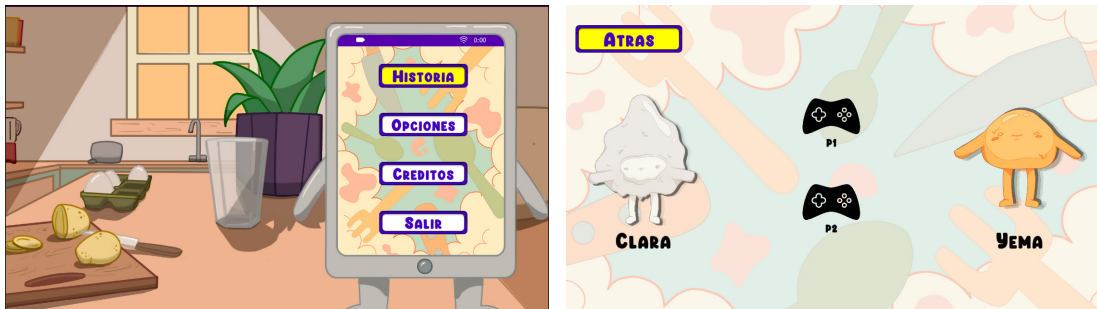 0:00
HISTORIA
OPCIONES
CREDITOS
SALIR
ATRAS
P1
P2
CLARA
YEMA